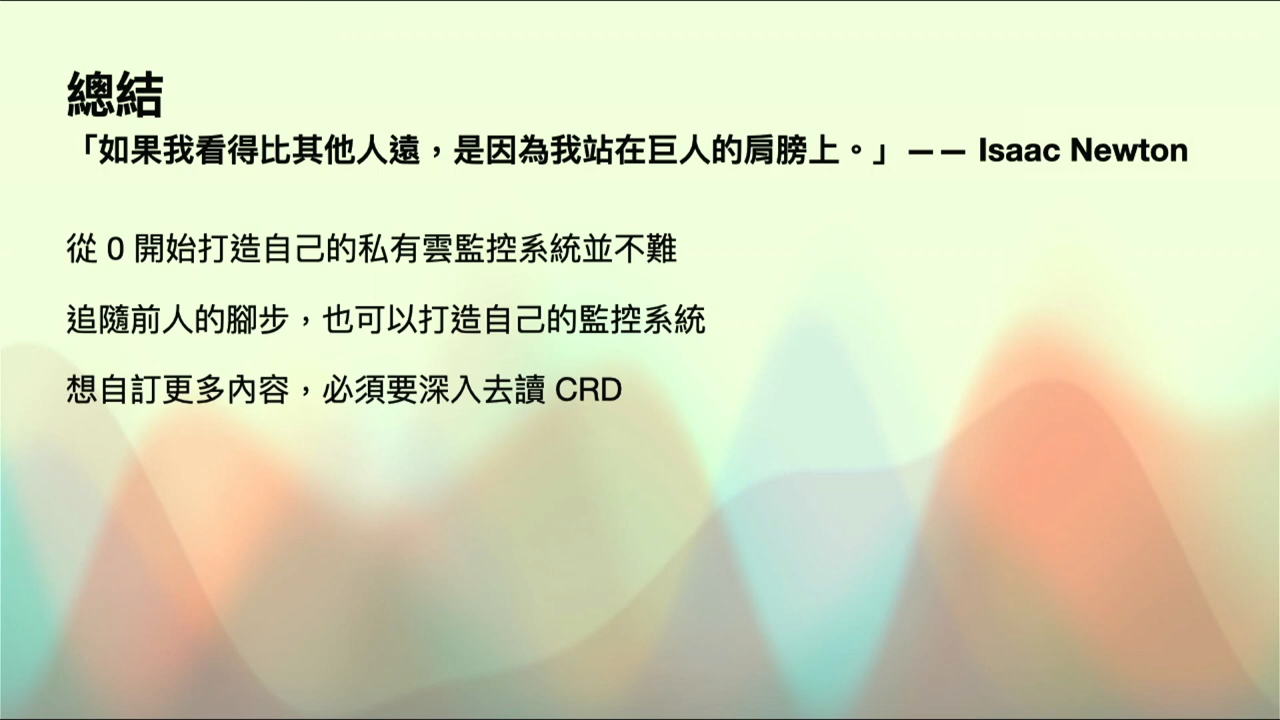 總結
「如果我看得比其他人遠，是因為我站在巨人的肩膀上。」—— Isaac Newton
從 0 開始打造自己的私有雲監控系統並不難
追隨前人的腳步，也可以打造自己的監控系統
想自訂更多內容，必須要深入去讀 CRD